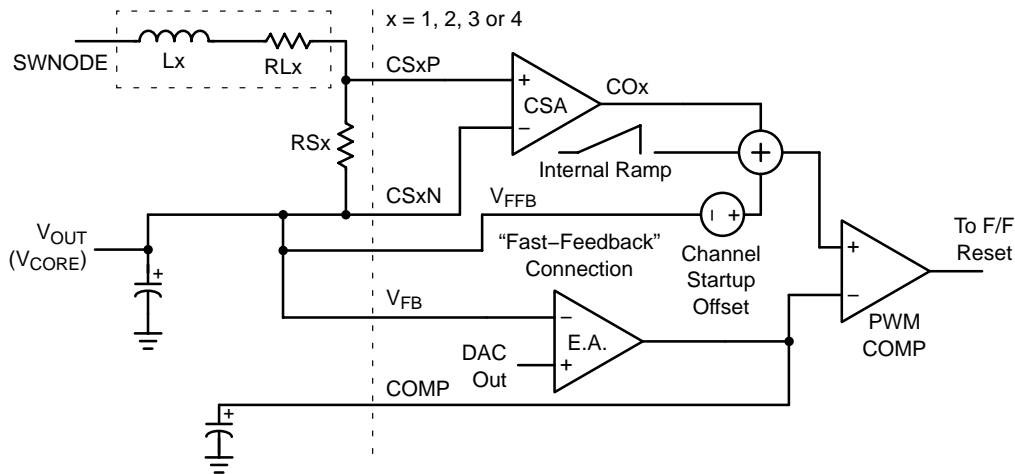 x = 1, 2, 3 or 4
SWNODE
Lx
RLx
CSxP
+
CSA
−
COx
RSx
Internal Ramp
+
CSxN
VFFB
− +
VOUT
(VCORE)
+
“Fast−Feedback”
Connection
Channel
Startup
Offset
+
−
To F/F
Reset
PWM
COMP
VFB
−
E.A.
+
DAC
Out
COMP
+